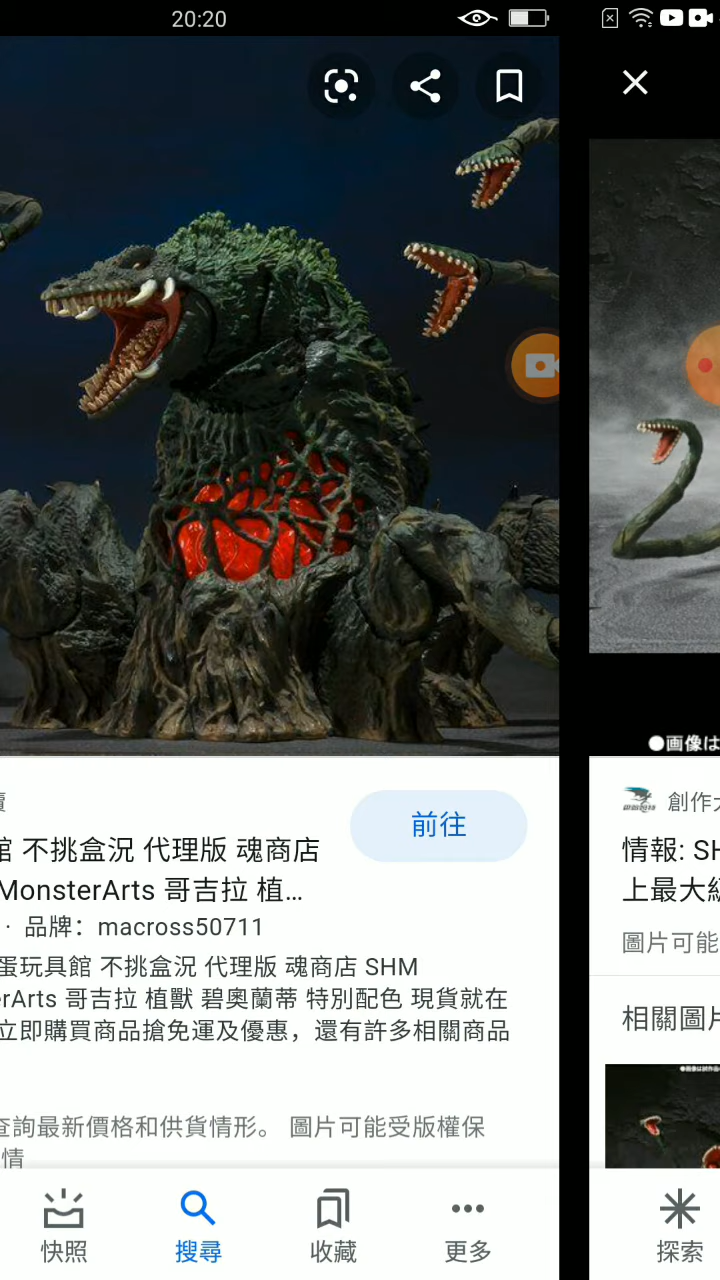 20:20
前往
館 不挑盒況 代理版 魂商店
MonsterArts 哥吉拉 植...
· 品牌：macross50711
蛋玩具館 不挑盒況 代理版 魂商店 SHM
erArts 哥吉拉 植獸 碧奧蘭蒂 特別配色 現貨就在
立即購買商品搶免運及優惠，還有許多相關商品
查詢最新價格和供貨情形。 圖片可能受版權保
情
快照
搜尋
收藏
更多
●画像は
創作大
情報: SH
上最大級
圖片可能
相關圖片
探索